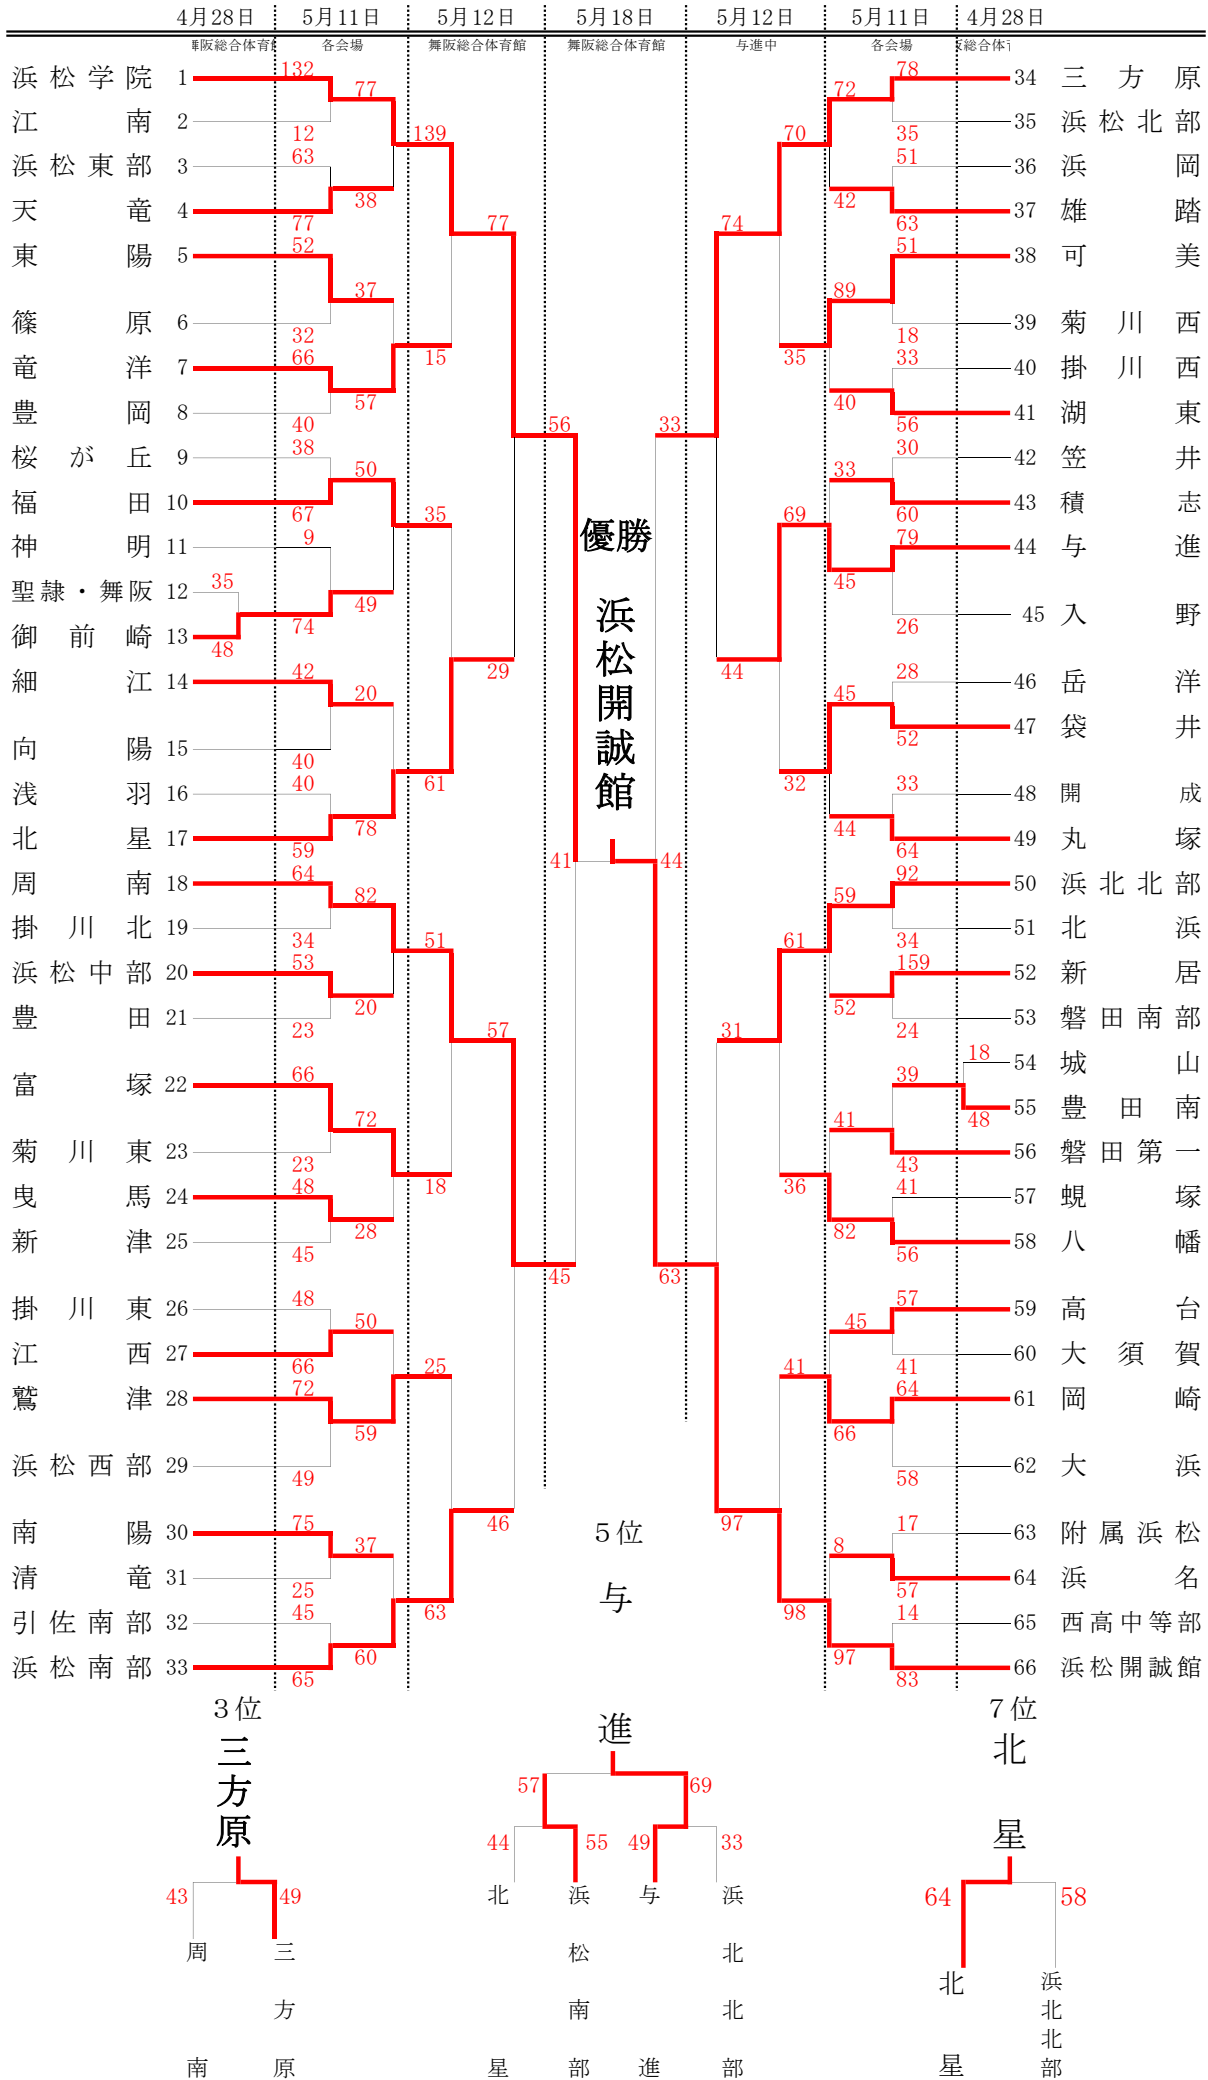 4月28日 5月11日 5月12日 5月18日 5月12日 5月11日 4月28日
舞阪総合体育館 各会場 舞阪総合体育館 舞阪総合体育館 与進中 各会場
浜松学院 1 132 77 72 78 34 三方原
江南 2 12 139 70 35 35 浜松北部
浜松東部 3 63 51 36 浜岡
天竜 4 77 38 77 74 42 63 37 雄踏
東陽 5 52 37 89 51 38 可美
篠原 6 32 15 35 18 39 菊川西
竜洋 7 66 57 40 33 40 掛川西
豊岡 8 40 56 33 56 41 湖東
桜が丘 9 38 50 33 30 42 笠井
福田 10 67 35 69 60 43 積志
神明 11 9 79 44 与進
聖隷・舞阪 12 35 49 45 26 45 入野
御前崎 13 48 74 29 44
細江 14 42 20 45 28 46 岳洋
向陽 15 40 61 32 52 47 袋井
浅羽 16 40 78 44 33 48 開成
北星 17 59 64 49 丸塚
優勝
浜松開誠館
41 44
周南 18 64 82 59 92 50 浜北北部
掛川北 19 34 51 61 34 51 北浜
浜松中部 20 53 20 52 159 52 新居
豊田 21 23 57 31 24 53 磐田南部
18 54 城山
富塚 22 66 72 41 39 48 55 豊田南
菊川東 23 23 18 36 43 56 磐田第一
曳馬 24 48 28 82 41 57 蜆塚
新津 25 45 45 63 56 58 八幡
掛川東 26 48 50 45 57 59 高台
江西 27 66 25 41 41 60 大須賀
鷲津 28 72 59 66 64 61 岡崎
浜松西部 29 49 46 97 58 62 大浜
南陽 30 75 37 8 17 63 附属浜松
清竜 31 25 63 98 57 64 浜名
引佐南部 32 45 60 97 14 65 西高中等部
浜松南部 33 65 83 66 浜松開誠館
3位
三方原
43 49
周南 三方原
5位
与進
57 69
44 55 49 33
北星 浜松南部 与進 浜北北部
7位
北星
64 58
北星 浜北北部